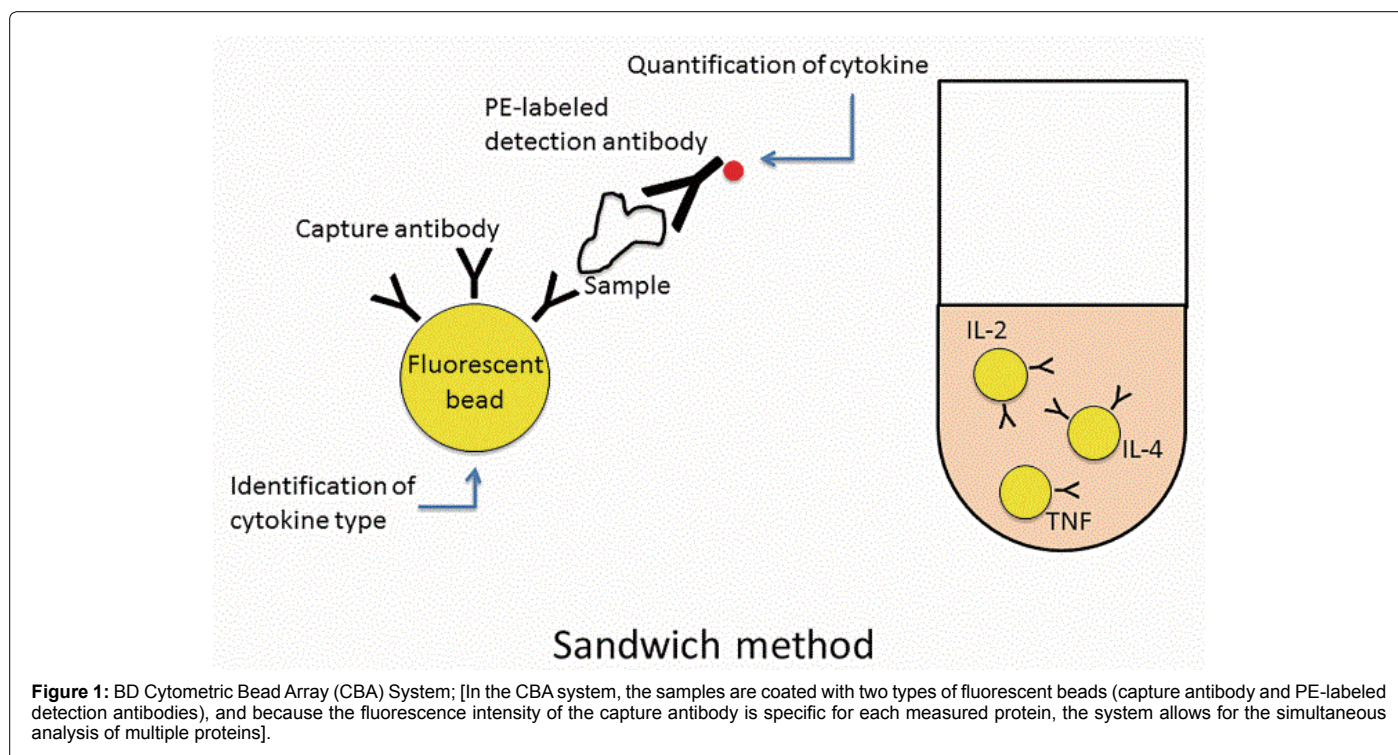 Quantification of cytokine
PE-labeled
detection antibody
Capture antibody
Sample
Fluorescent
bead
Identification of
cytokine type
IL-2
IL-4
TNF
Sandwich method
Figure 1: BD Cytometric Bead Array (CBA) System; [In the CBA system, the samples are coated with two types of fluorescent beads (capture antibody and PE-labeled
detection antibodies), and because the fluorescence intensity of the capture antibody is specific for each measured protein, the system allows for the simultaneous
analysis of multiple proteins].